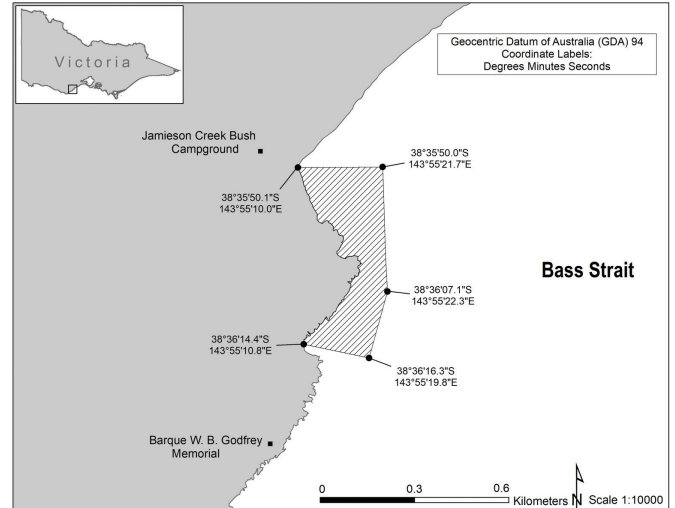 Victoria
Geocentric Datum of Australia (GDA) 94
Coordinate Labels:
Degrees Minutes Seconds
Jamieson Creek Bush
Campground
38°35'50.0"S
143°55'21.7"E
38°35'50.1"S
143°55'10.0"E
Bass Strait
38°36'07.1"S
143°55'22.3"E
38°36'14.4"S
143°55'10.8"E
38°36'16.3"S
143°55'19.8"E
Barque W. B. Godfrey
Memorial
0 0.3 0.6
Kilometers N Scale 1:10000